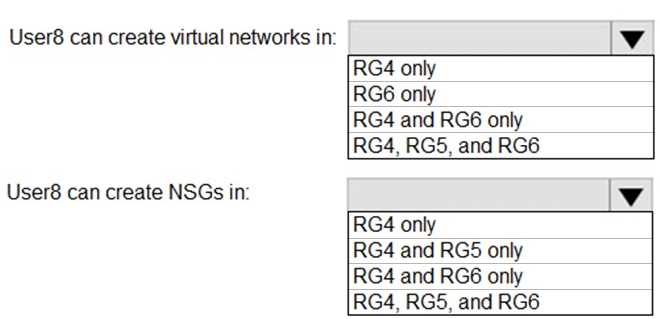 User8 can create virtual networks in:
RG4 only
RG6 only
RG4 and RG6 only
RG4, RG5, and RG6
User8 can create NSGs in:
RG4 only
RG4 and RG5 only
RG4 and RG6 only
RG4, RG5, and RG6